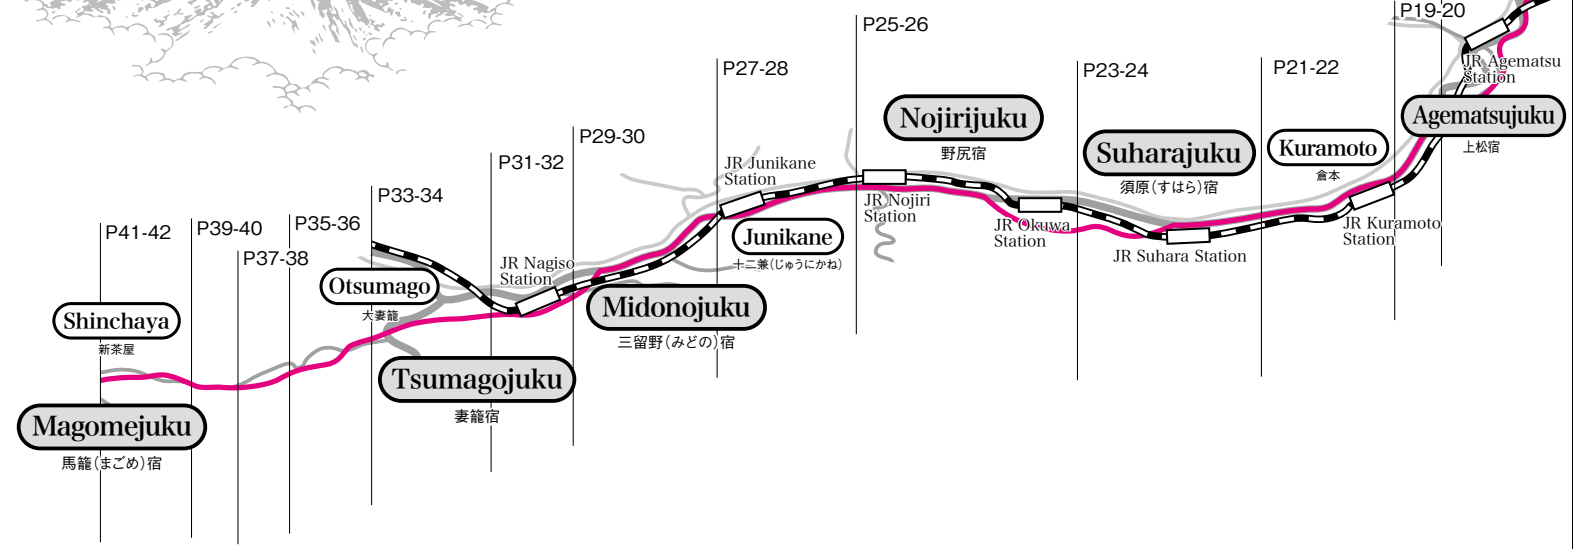 P19-20
P25-26
P27-28
P23-24
P21-22
P29-30
P31-32
P33-34
P35-36
P39-40
P41-42
P37-38
JR Agematsu
Station
Agematsujuku
上松宿
Nojirijuku
野尻宿
Suharajuku
須原(すはら)宿
Kuramoto
倉本
JR Junikane
Station
JR Nojiri
Station
JR Okuwa
Station
JR Suhara Station
JR Kuramoto
Station
Junikane
十二兼(じゅうにかね)
JR Nagiso
Station
Otsumago
大妻籠
Midonojuku
三留野(みどの)宿
Shinchaya
新茶屋
Tsumagojuku
妻籠宿
Magomejuku
馬籠(まごめ)宿